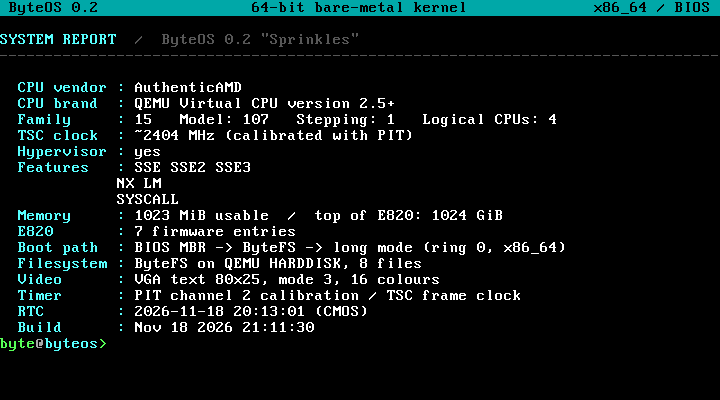 ByteOS 0.2 64-bit bare-metal kernel x86_64 / BIOS
SYSTEM REPORT / ByteOS 0.2 "Sprinkles"
CPU vendor : AuthenticAMD
CPU brand : QEMU Virtual CPU version 2.5+
Family : 15 Model: 107 Stepping: 1 Logical CPUs: 4
TSC clock : ~2404 MHz (calibrated with PIT)
Hypervisor : yes
Features : SSE SSE2 SSE3
NX LM
SYSCALL
Memory : 1023 MiB usable / top of E820: 1024 GiB
E820 : 7 firmware entries
Boot path : BIOS MBR -> ByteFS -> long mode (ring 0, x86_64)
Filesystem : ByteFS on QEMU HARDDISK, 8 files
Video : VGA text 80x25, mode 3, 16 colours
Timer : PIT channel 2 calibration / TSC frame clock
RTC : 2026-11-18 20:13:01 (CMOS)
Build : Nov 18 2026 21:11:30
byte@byteos>